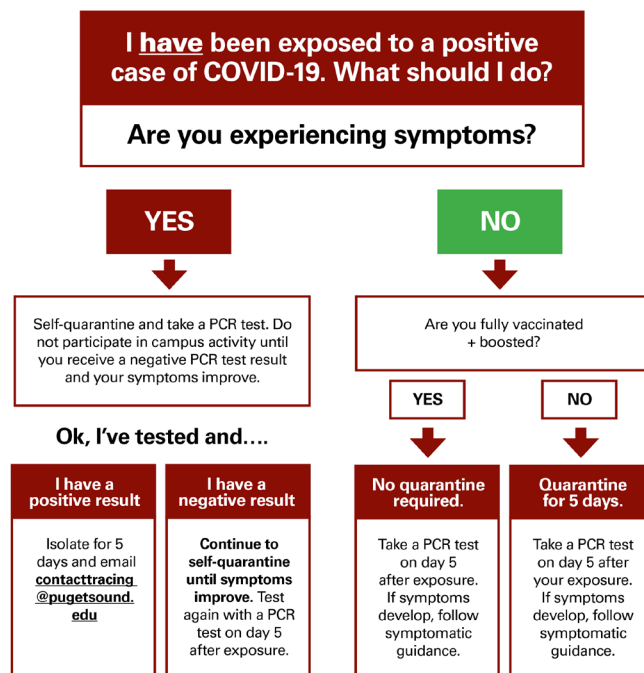 I have been exposed to a positive
case of COVID-19. What should I do?
Are you experiencing symptoms?
YES
NO
Self-quarantine and take a PCR test. Do
not participate in campus activity until
you receive a negative PCR test result
and your symptoms improve.
Are you fully vaccinated
+ boosted?
YES
NO
Ok, I've tested and....
I have a
positive result
Isolate for 5
days and email
contacttracing
@pugetsound.
edu
I have a
negative result
Continue to
self-quarantine
until symptoms
improve. Test
again with a PCR
test on day 5
after exposure.
No quarantine
required.
Take a PCR test
on day 5
after exposure.
If symptoms
develop, follow
symptomatic
guidance.
Quarantine
for 5 days.
Take a PCR test
on day 5 after
your exposure.
If symptoms
develop, follow
symptomatic
guidance.